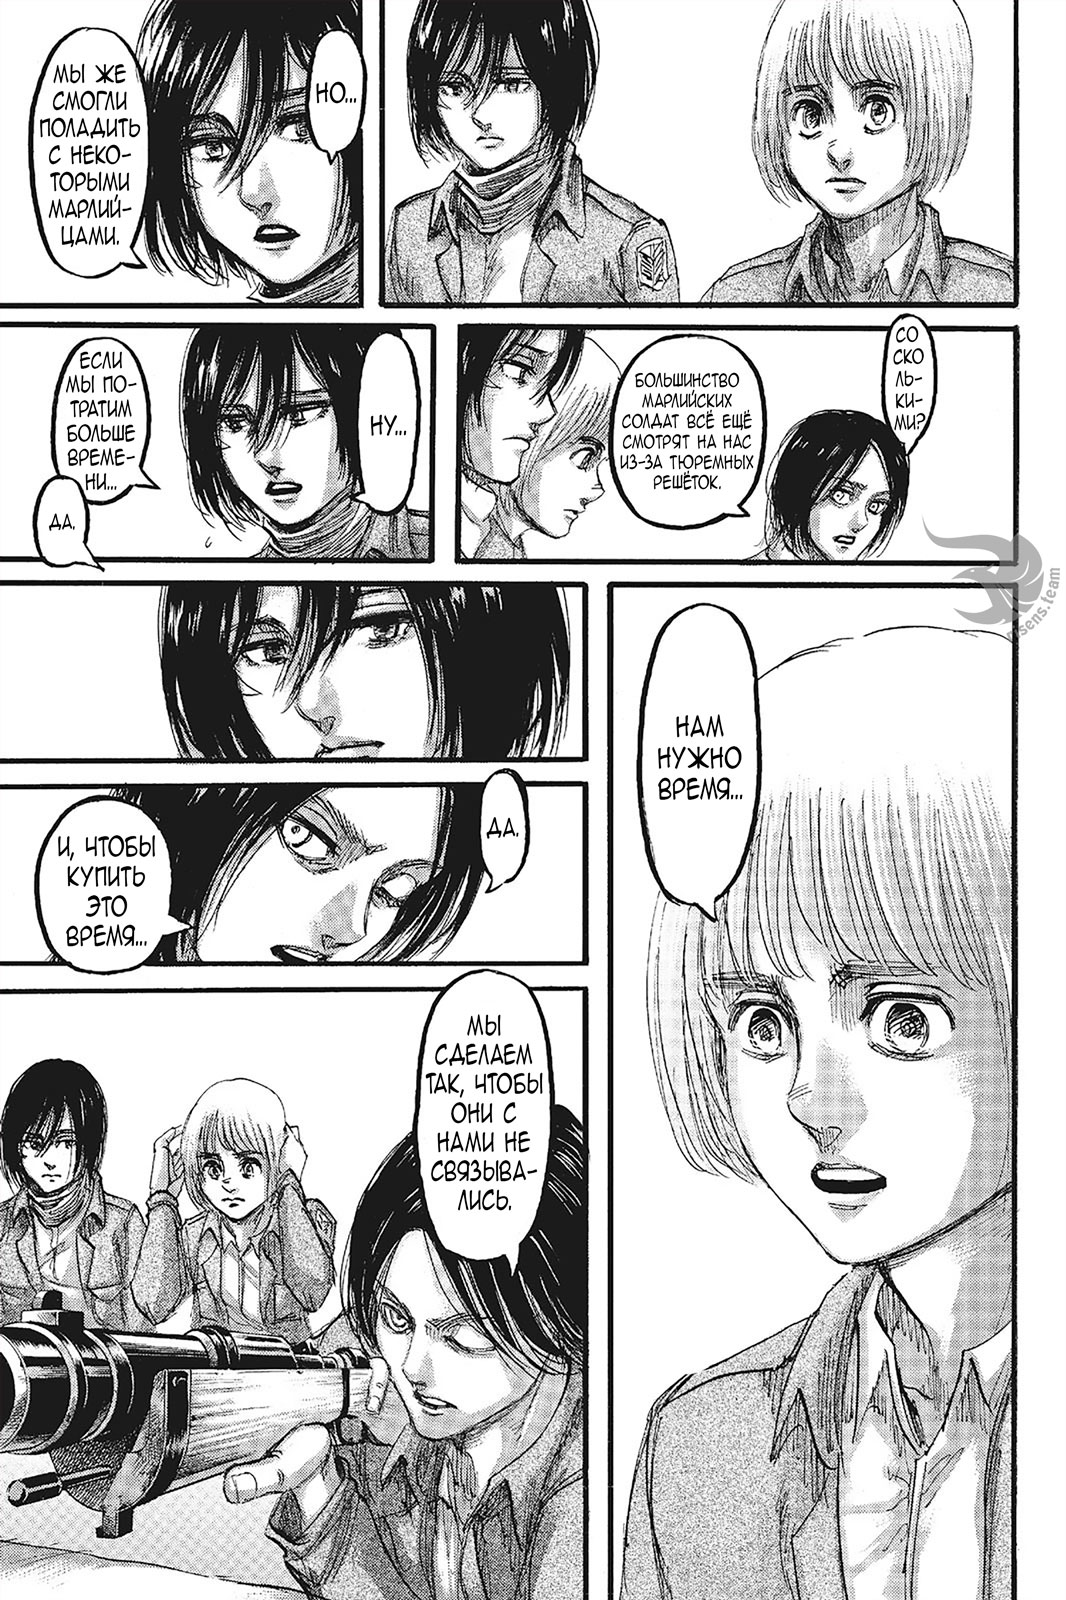 НО...
МЫ ЖЕ
СМОГЛИ
ПОЛАДИТЬ
С НЕКО-
ТОРЫМИ
МАРЛИЙ-
ЦАМИ.
СО
СКО-
ЛЬ-
КИ-
МИ?
БОЛЬШИНСТВО
МАРЛИЙСКИХ
СОЛДАТ ВСЁ ЕЩЁ
СМОТРЯТ НА НАС
ИЗ-ЗА ТЮРЕМНЫХ
РЕШЁТОК.
НУ...
ЕСЛИ
МЫ ПО-
ТРАТИМ
БОЛЬШЕ
ВРЕМЕ-
НИ...
ДА.
НАМ
НУЖНО
ВРЕМЯ...
ДА.
И, ЧТОБЫ
КУПИТЬ
ЭТО
ВРЕМЯ...
МЫ
СДЕЛАЕМ
ТАК, ЧТОБЫ
ОНИ С
НАМИ НЕ
СВЯЗЫВА-
ЛИСЬ.